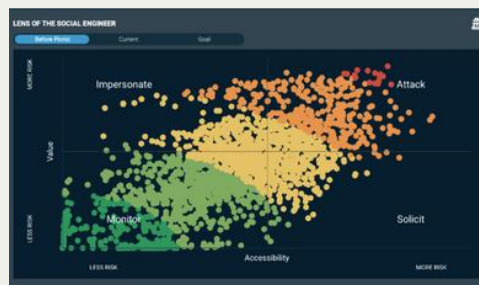 LENS OF THE SOCIAL ENGINEER
Before Picnic Current Goal
MORE RISK
Impersonate Attack
Value
Monitor Solicit
LESS RISK
Accessibility
LESS RISK MORE RISK